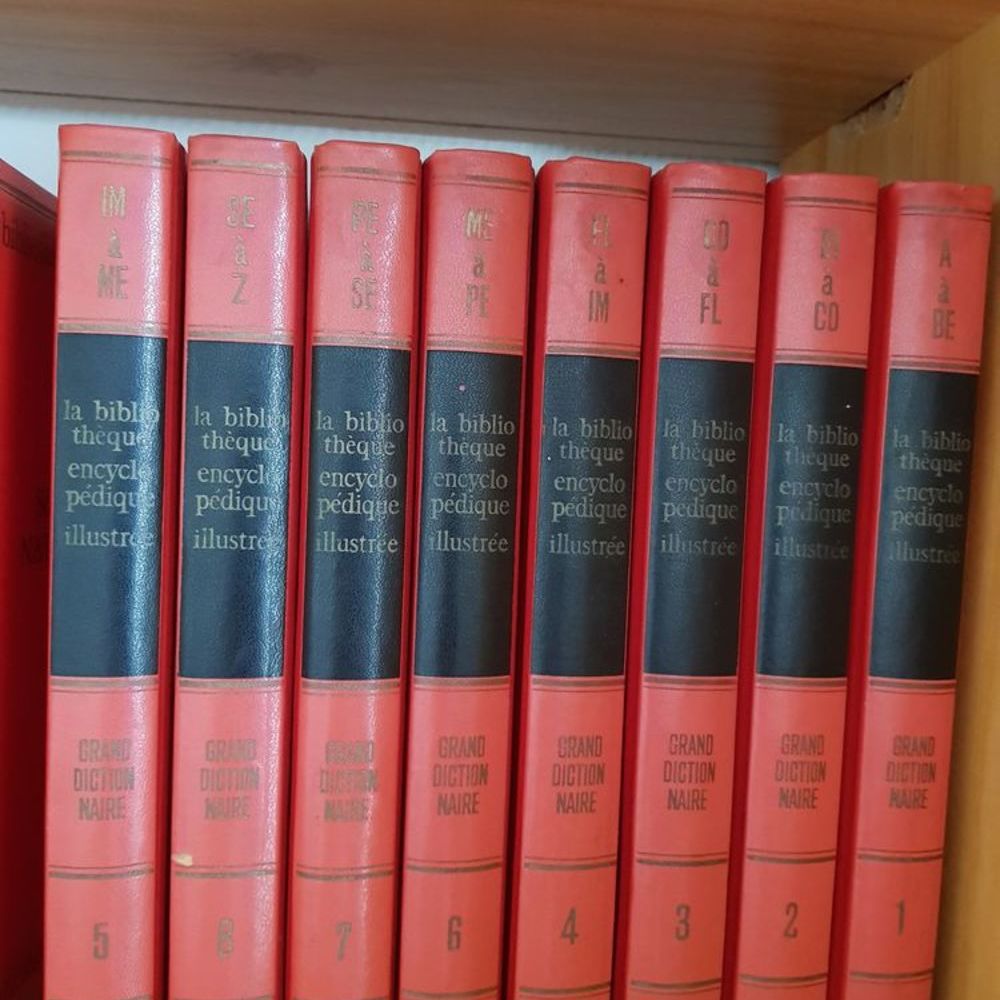 IM
à
ME
la biblio
thèque
encyclo
pédique
illustrée
GRAND
DICTION
NAIRE
5
SE
à
Z
la biblio
thèque
encyclo
pédique
illustrée
GRAND
DICTION
NAIRE
8
PE
à
SE
la biblio
thèque
encyclo
pédique
illustrée
GRAND
DICTION
NAIRE
7
ME
à
PE
la biblio
thèque
encyclo
pédique
illustrée
GRAND
DICTION
NAIRE
6
FL
à
IM
la biblio
thèque
encyclo
pédique
illustrée
GRAND
DICTION
NAIRE
4
CO
à
FL
la biblio
thèque
encyclo
pédique
illustrée
GRAND
DICTION
NAIRE
3
à
CO
la biblio
thèque
encyclo
pédique
illustrée
GRAND
DICTION
NAIRE
2
A
à
BE
la biblio
thèque
encyclo
pédique
illustrée
GRAND
DICTION
NAIRE
1